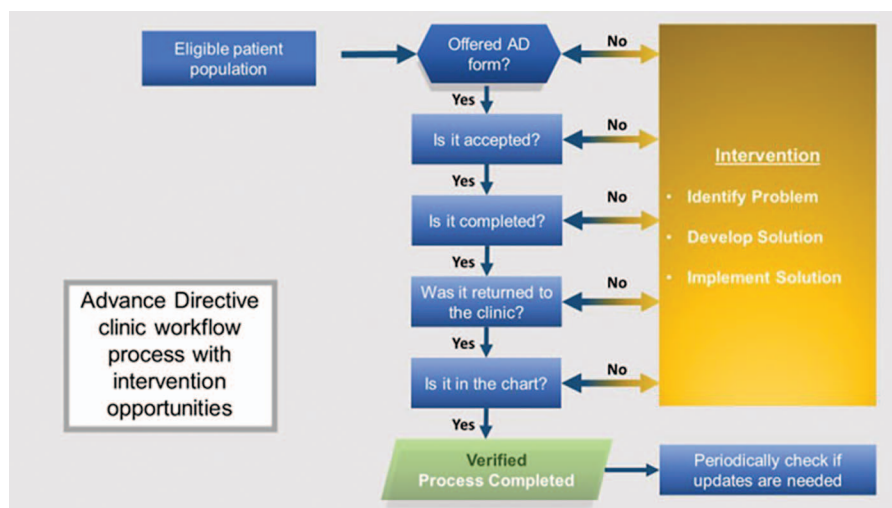 Eligible patient
population
Offered AD
form?
No
Yes
Is it accepted?
No
Yes
Is it completed?
No
Yes
Was it returned to
the clinic?
No
Yes
Is it in the chart?
No
Yes
Verified
Process Completed
Periodically check if
updates are needed
Intervention
• Identify Problem
• Develop Solution
• Implement Solution
Advance Directive
clinic workflow
process with
intervention
opportunities